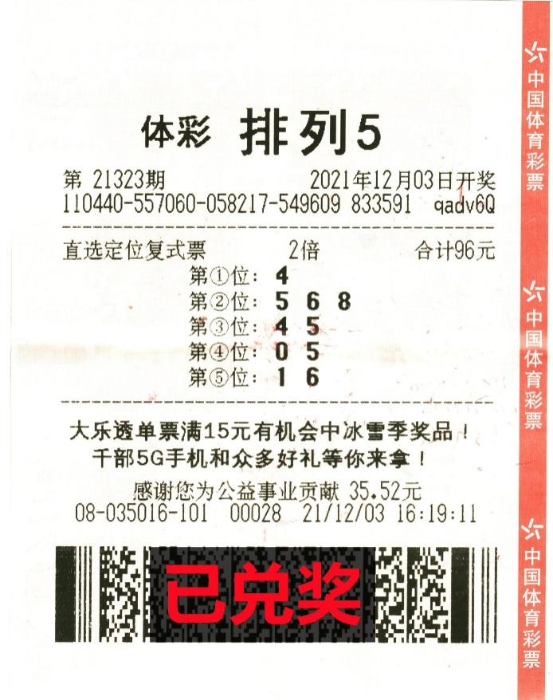 体彩 排列5
第 21323期 2021年12月03日开奖
110440-557060-058217-549609 833591 qadv6Q
直选定位复式票 2倍 合计96元
第①位: 4
第②位: 5 6 8
第③位: 4 5
第④位: 0 5
第⑤位: 1 6
大乐透单票满15元有机会中冰雪季奖品!
千部5G手机和众多好礼等你来拿!
感谢您为公益事业贡献 35.52元
08-035016-101 00028 21/12/03 16:19:11
已兑奖
中国体育彩票
中国体育彩票
中国体育彩票